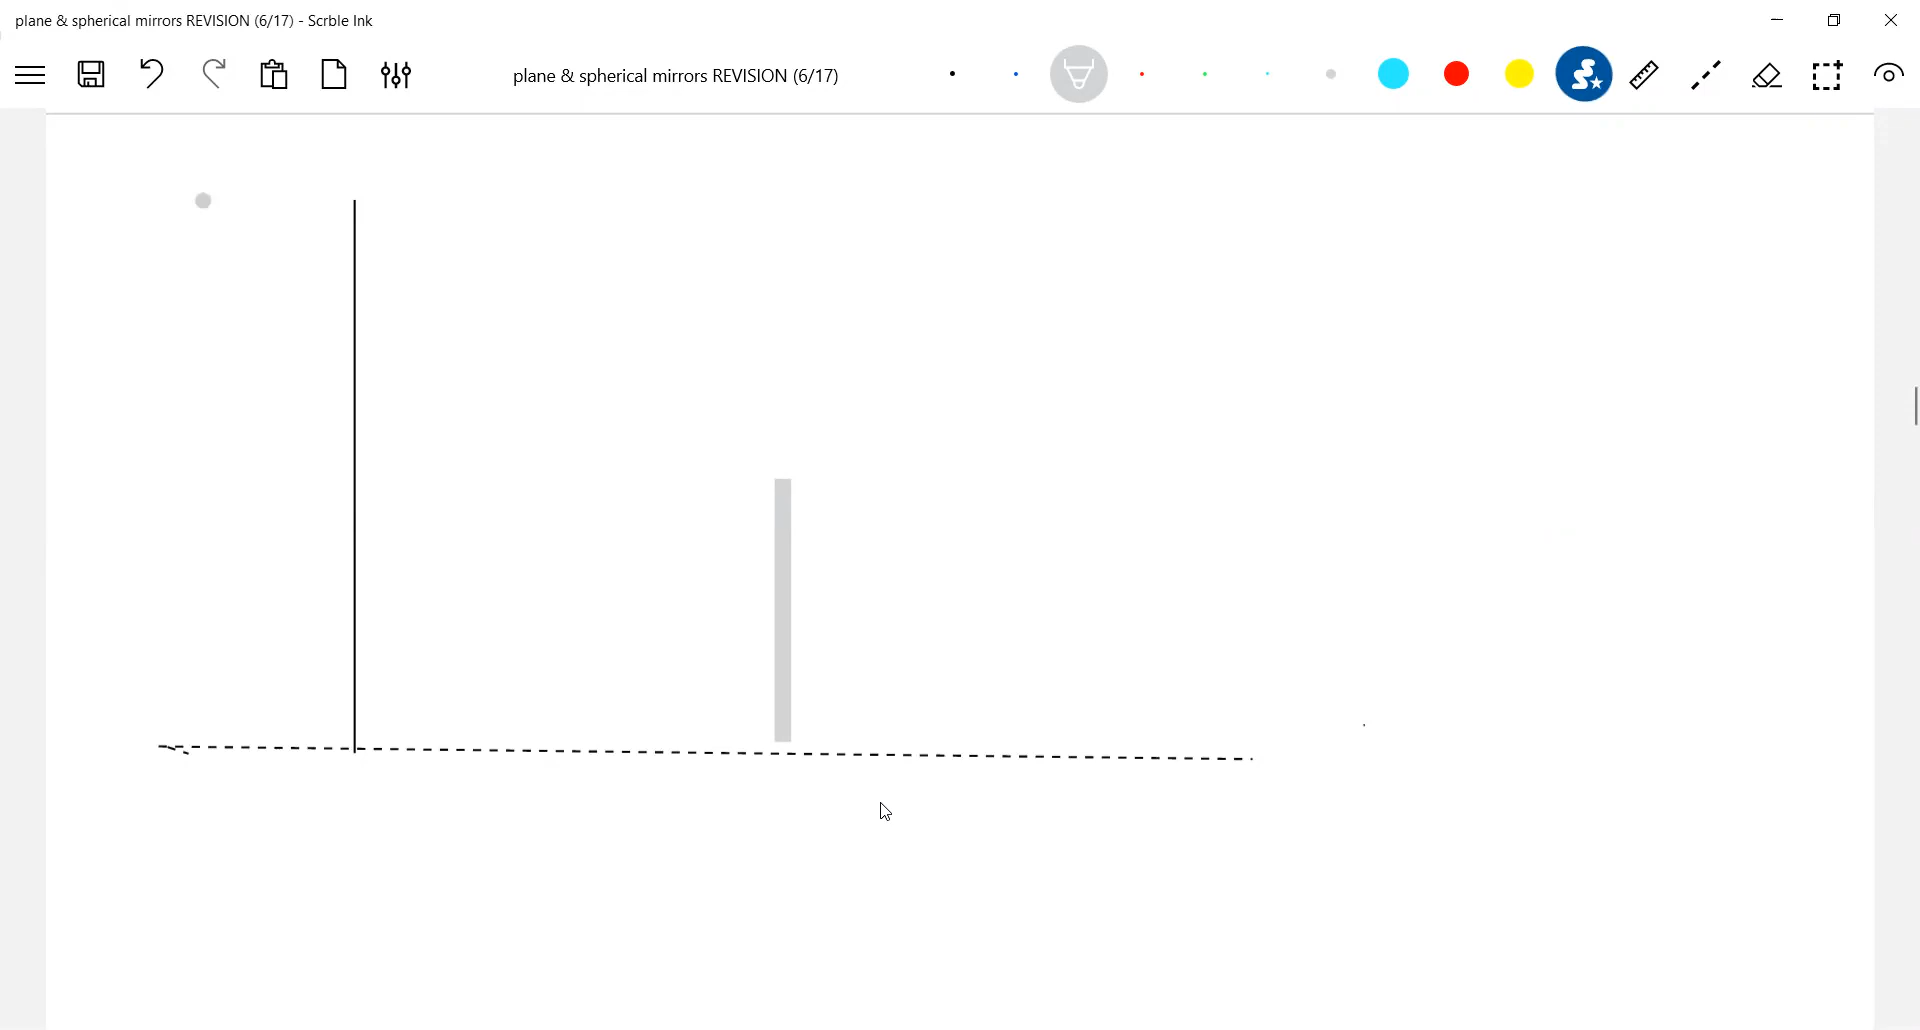 plane & spherical mirrors REVISION (6/17) - Scrble Ink
plane & spherical mirrors REVISION (6/17)